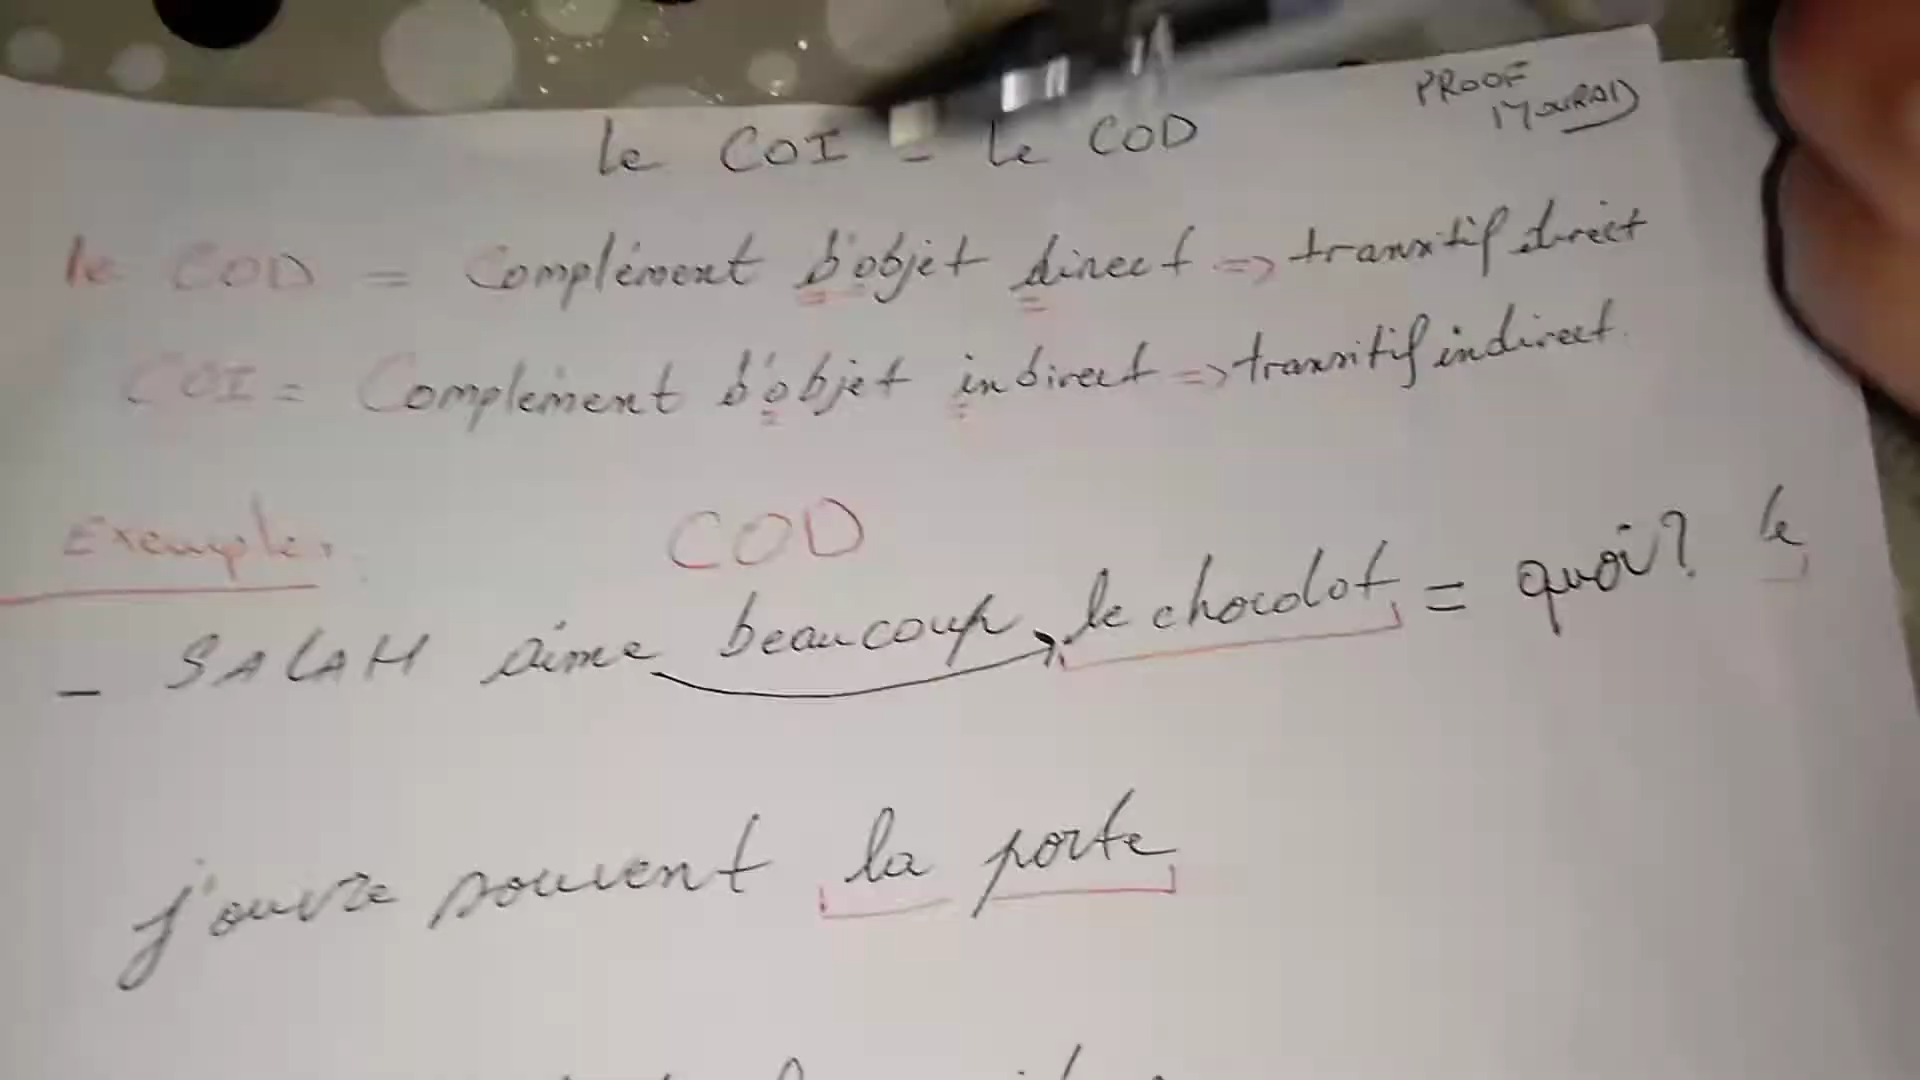 PROOF
MOURAD
le COI - le COD
le COD = Complément d'objet direct => transitif direct
COI = Complément d'objet indirect => transitif indirect
Exemples
COD
- SALAH aime beaucoup le chocolat = quoi? le
j'ouvre souvent la porte